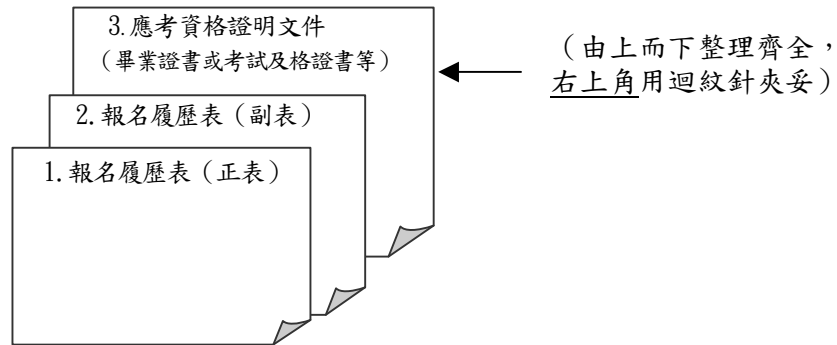 3.應考資格證明文件
（畢業證書或考試及格證書等）
（由上而下整理齊全，
右上角用迴紋針夾妥）
2.報名履歷表（副表）
1.報名履歷表（正表）